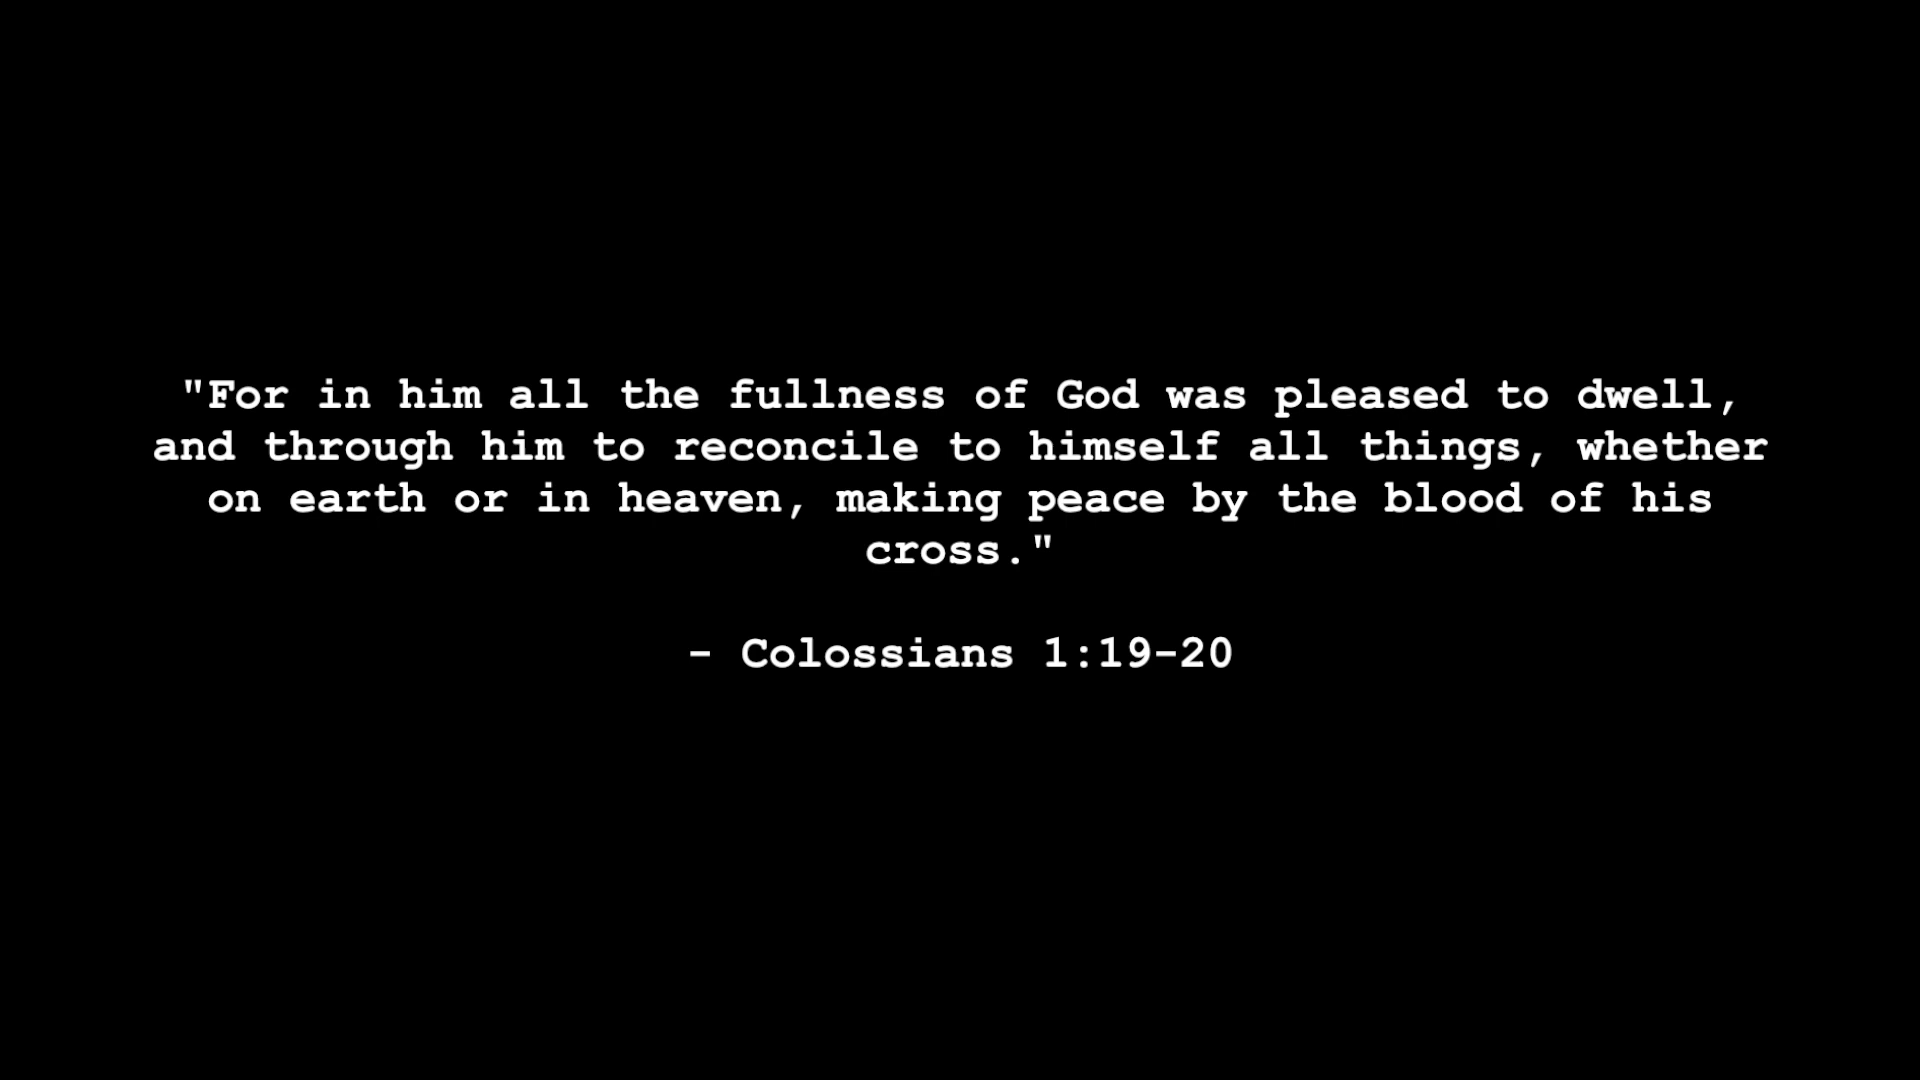 "For in him all the fullness of God was pleased to dwell,
and through him to reconcile to himself all things, whether
on earth or in heaven, making peace by the blood of his
cross."
- Colossians 1:19-20